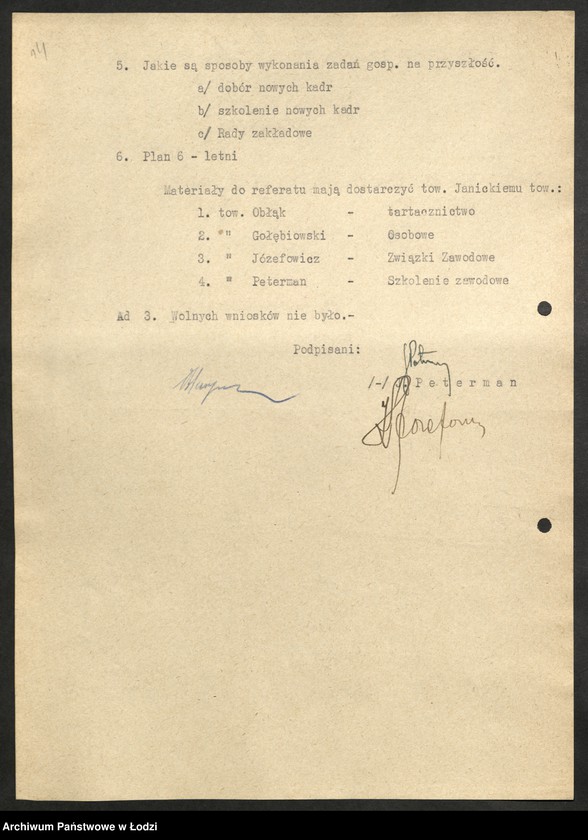 5. Jakie są sposoby wykonania zadań gosp. na przyszłość.
a/ dobór nowych kadr
b/ szkolenie nowych kadr
c/ Rady zakładowe
6. Plan 6 - letni
Materiały do referatu mają dostarczyć tow. Janickiemu tow.:
1. tow. Obłąk - tartacznictwo
2. " Gołębiowski - Osobowe
3. " Józefowicz - Związki Zawodowe
4. " Peterman - Szkolenie zawodowe
Ad 3. Wolnych wniosków nie było.-
Podpisani:
/-/ Peterman
Archiwum Państwowe w Łodzi